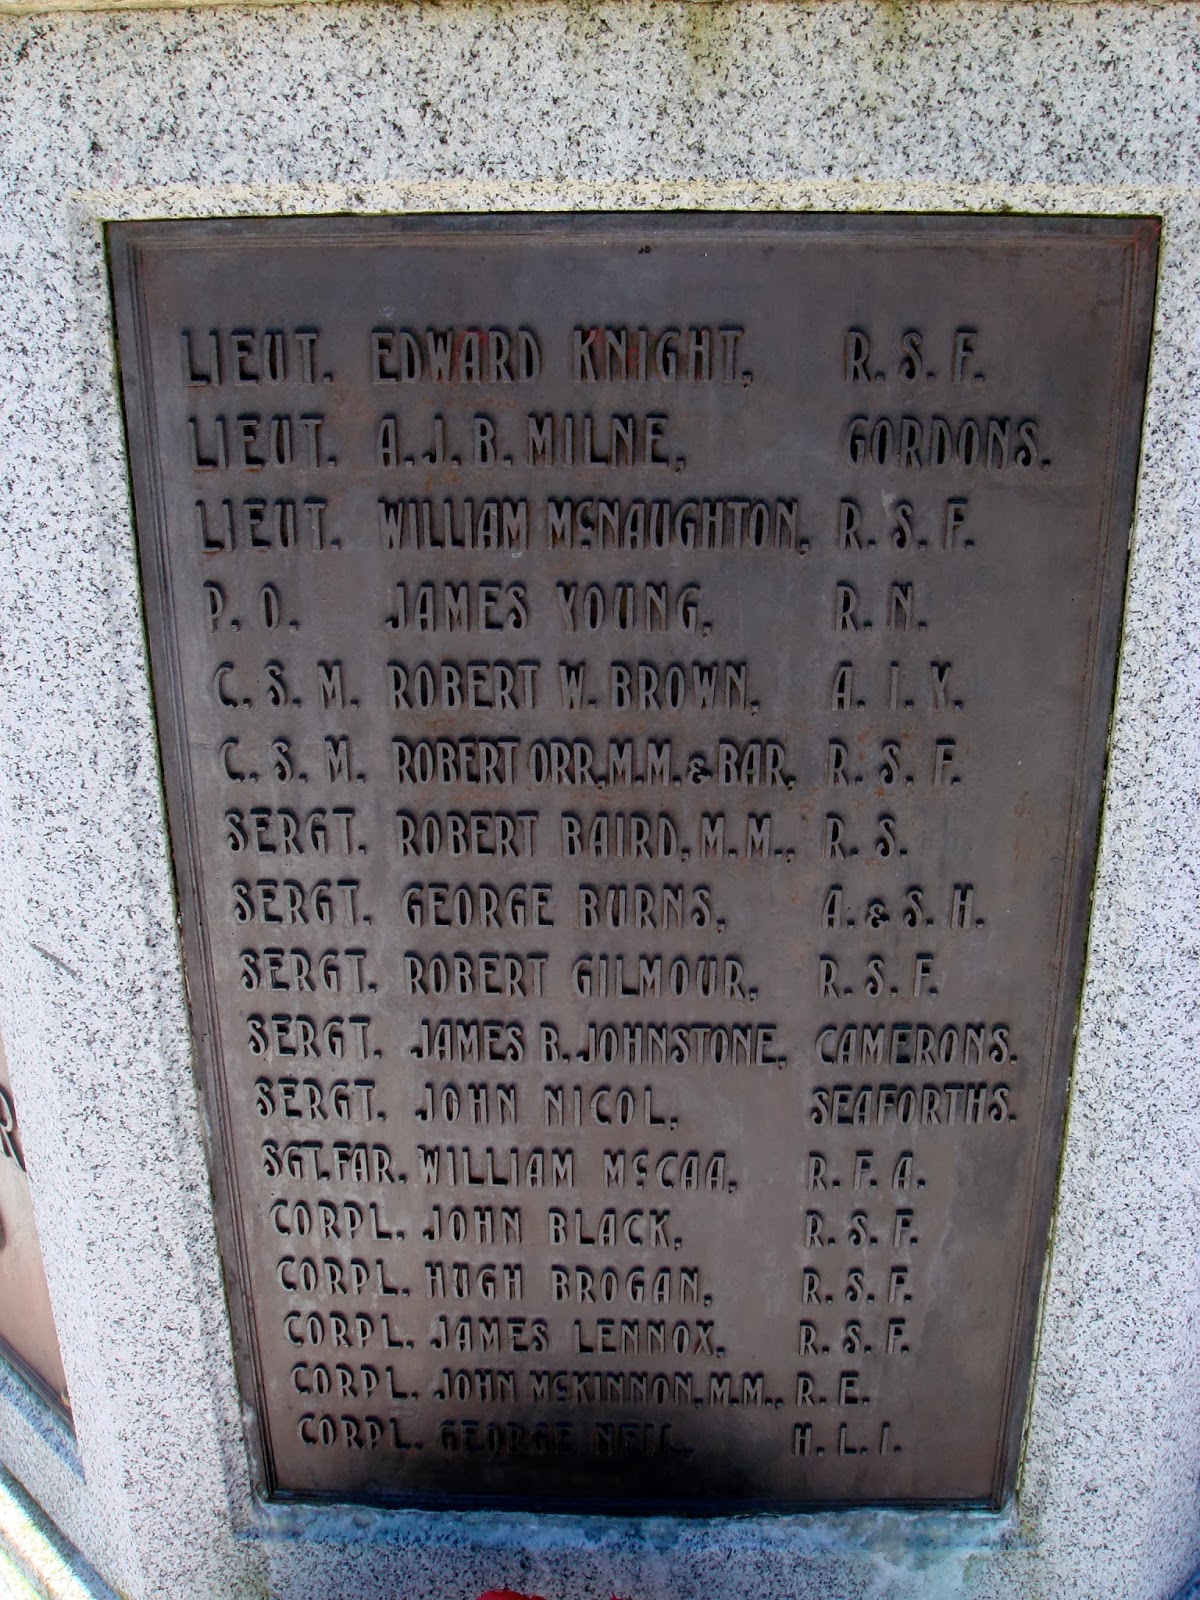 LIEUT. EDWARD KNIGHT, R. S. F.
LIEUT. A. J. B. MILNE, GORDONS.
LIEUT. WILLIAM McNAUGHTON, R. S. F.
P. O. JAMES YOUNG, R. N.
C. S. M. ROBERT W. BROWN, A. I. Y.
C. S. M. ROBERT ORR, M.M. & BAR, R. S. F.
SERGT. ROBERT BAIRD, M. M., R. S.
SERGT. GEORGE BURNS, A. & S. H.
SERGT. ROBERT GILMOUR, R. S. F.
SERGT. JAMES B. JOHNSTONE, CAMERONS.
SERGT. JOHN NICOL, SEAFORTHS.
SGT. FAR. WILLIAM McCAA, R. F. A.
CORPL. JOHN BLACK, R. S. F.
CORPL. HUGH BROGAN, R. S. F.
CORPL. JAMES LENNOX, R. S. F.
CORPL. JOHN McKINNON, M.M., R. E.
CORPL. GEORGE NEIL, H. L. I.